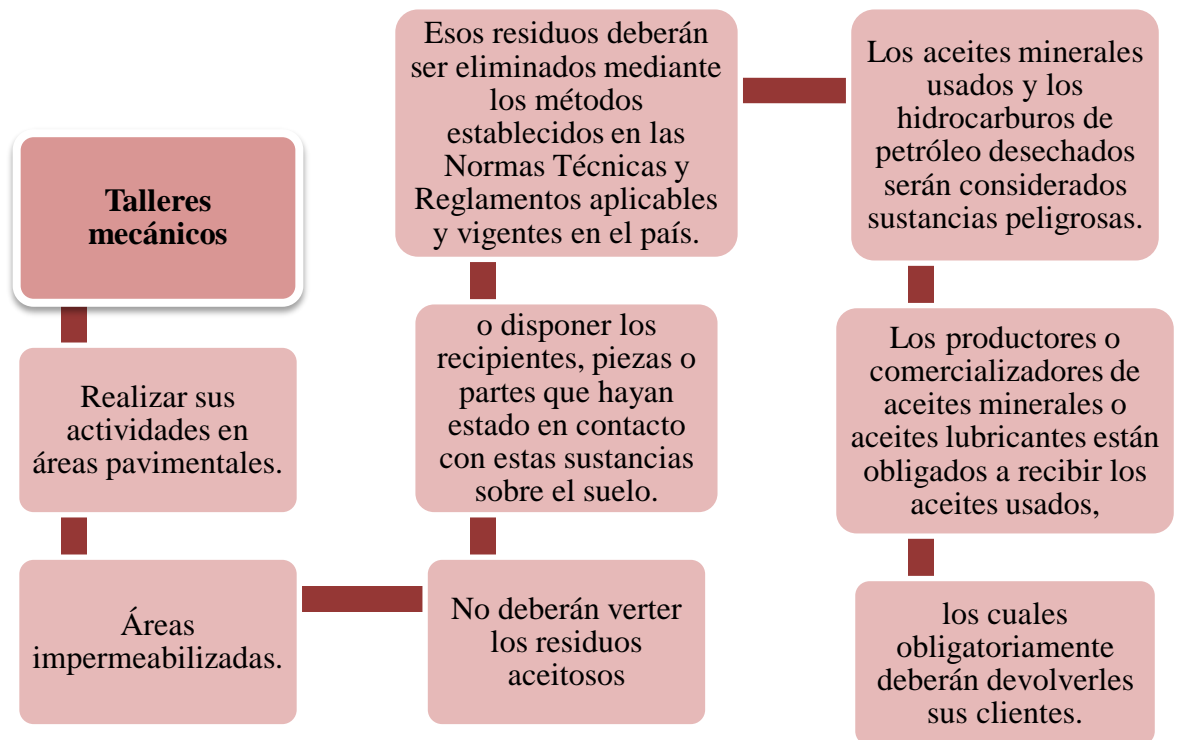 Talleres
mecánicos
Realizar sus
actividades en
áreas pavimentales.
Áreas
impermeabilizadas.
No deberán verter
los residuos
aceitosos
o disponer los
recipientes, piezas o
partes que hayan
estado en contacto
con estas sustancias
sobre el suelo.
Esos residuos deberán
ser eliminados mediante
los métodos
establecidos en las
Normas Técnicas y
Reglamentos aplicables
y vigentes en el país.
Los aceites minerales
usados y los
hidrocarburos de
petróleo desechados
serán considerados
sustancias peligrosas.
Los productores o
comercializadores de
aceites minerales o
aceites lubricantes están
obligados a recibir los
aceites usados,
los cuales
obligatoriamente
deberán devolverles
sus clientes.